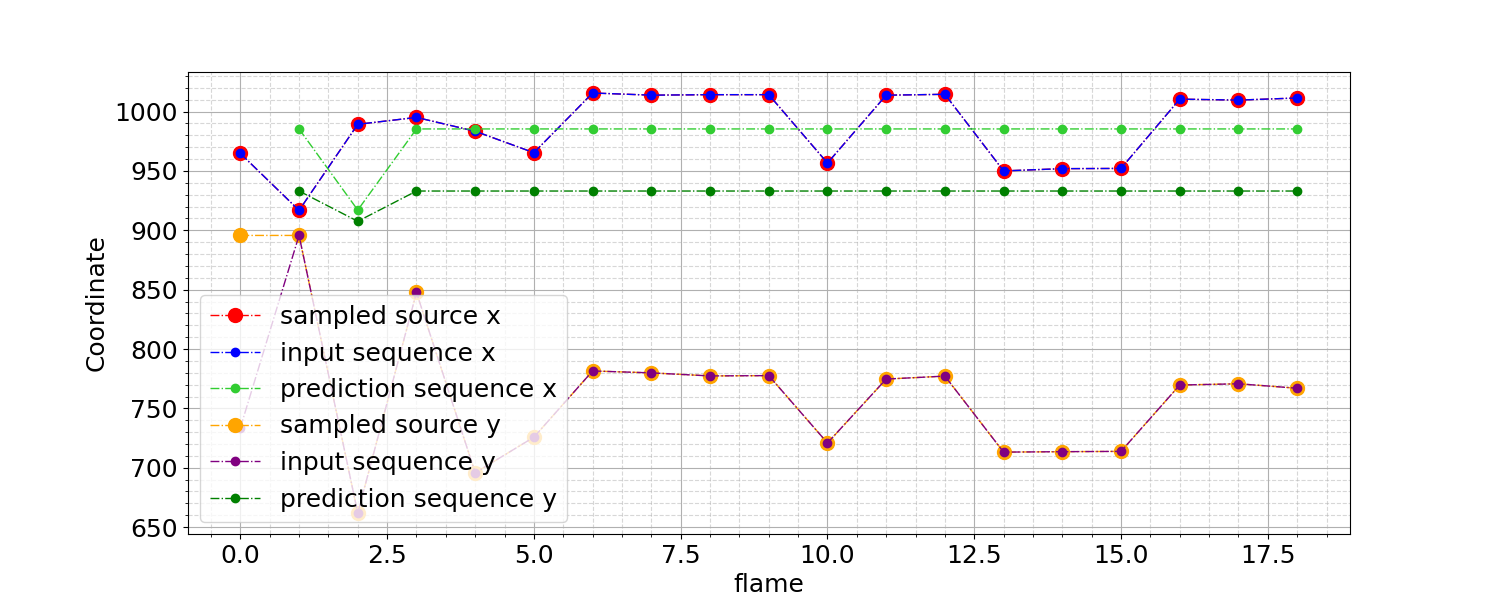 1000
950
900
850
800
750
700
650
Coordinate
sampled source x
input sequence x
prediction sequence x
sampled source y
input sequence y
prediction sequence y
0.0 2.5 5.0 7.5 10.0 12.5 15.0 17.5
flame